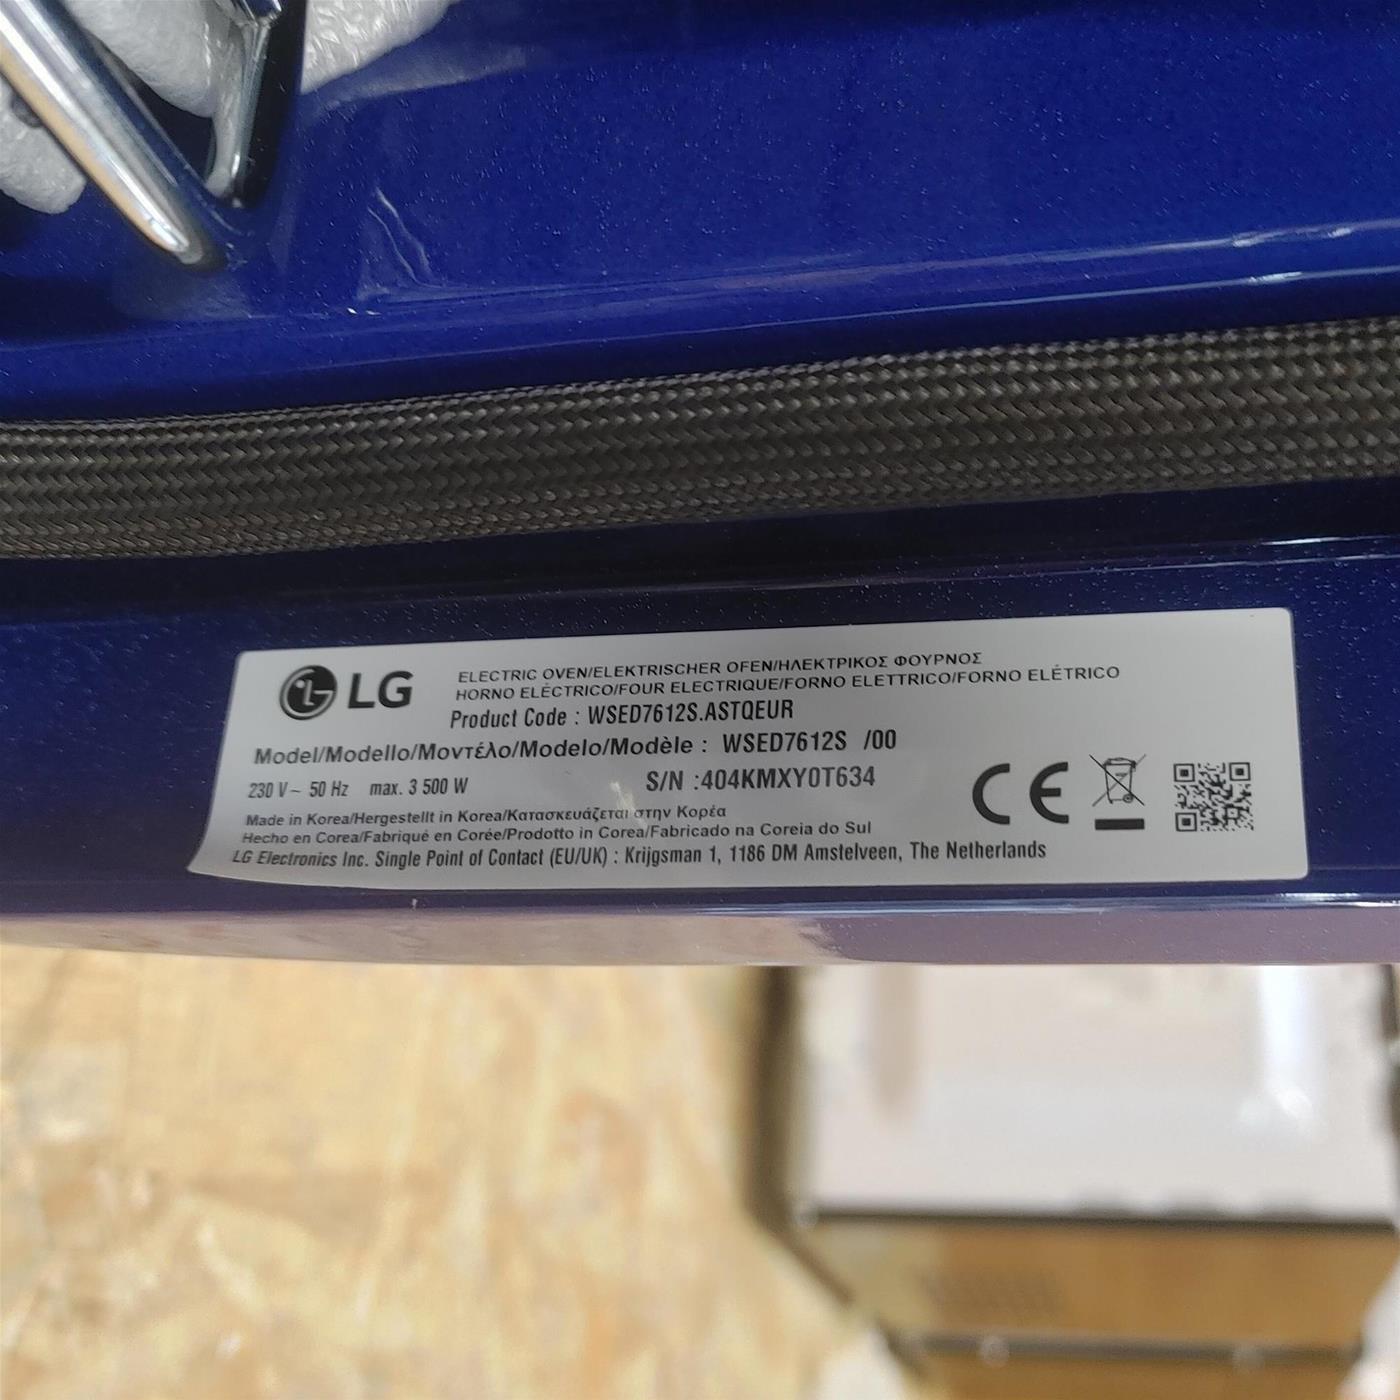 LG
ELECTRIC OVEN/ELEKTRISCHER OFEN/ΗΛΕΚΤΡΙΚΟΣ ΦΟΥΡΝΟΣ
HORNO ELÉCTRICO/FOUR ELECTRIQUE/FORNO ELETTRICO/FORNO ELÉTRICO
Product Code : WSED7612S.ASTQEUR
Model/Modello/Μοντέλο/Modelo/Modèle : WSED7612S /00
230 V~ 50 Hz max. 3 500 W S/N :404KMXY0T634
Made in Korea/Hergestellt in Korea/Κατασκευάζεται στην Κορέα
Hecho en Corea/Fabriqué en Corée/Prodotto in Corea/Fabricado na Coreia do Sul
LG Electronics Inc. Single Point of Contact (EU/UK) : Krijgsman 1, 1186 DM Amstelveen, The Netherlands
CE